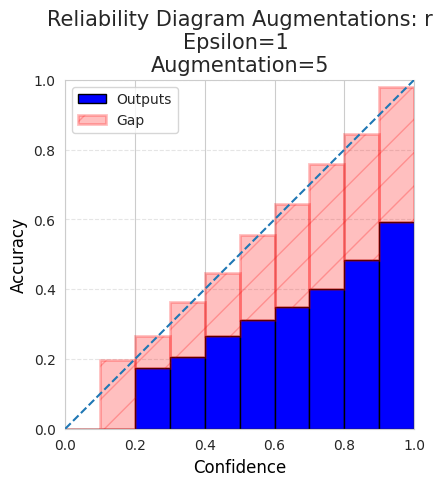 Reliability Diagram Augmentations: r
Epsilon=1
Augmentation=5
Outputs
Gap
1.0
0.8
0.6
0.4
0.2
0.0
Accuracy
0.0 0.2 0.4 0.6 0.8 1.0
Confidence